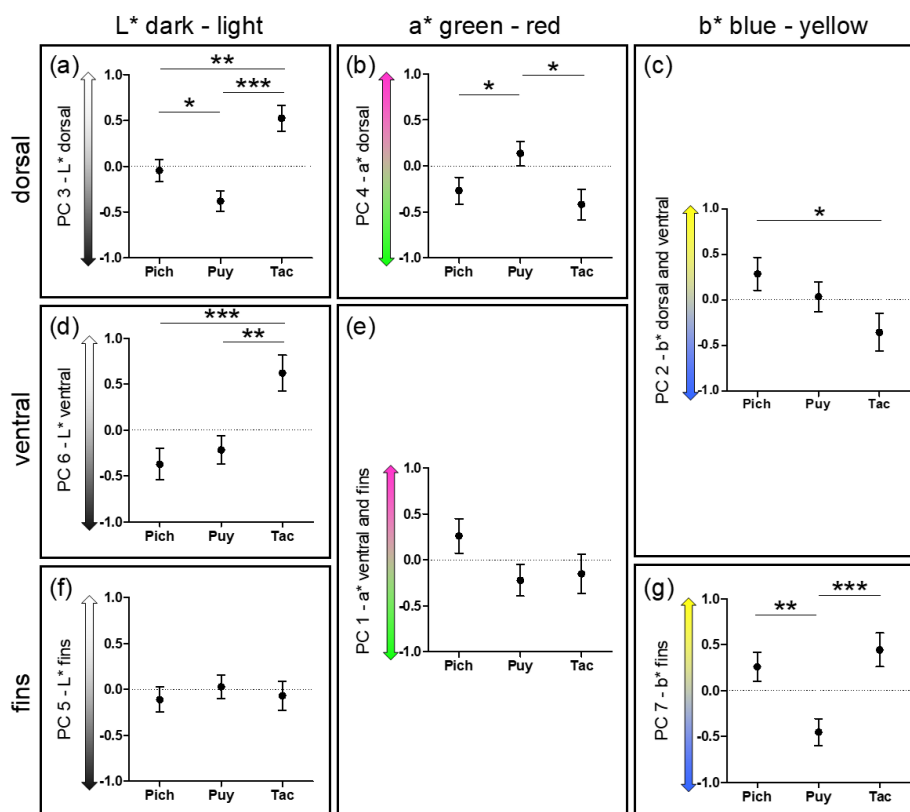 L* dark - light
a* green - red
b* blue - yellow
dorsal
ventral
fins
(a)
PC 3 - L* dorsal
1.0
0.5
0.0
-0.5
-1.0
**
*
***
Pich Puy Tac
(b)
PC 4 - a* dorsal
1.0
0.5
0.0
-0.5
-1.0
*
*
Pich Puy Tac
(c)
PC 2 - b* dorsal and ventral
1.0
0.5
0.0
-0.5
-1.0
*
Pich Puy Tac
(d)
PC 6 - L* ventral
1.0
0.5
0.0
-0.5
-1.0
***
**
Pich Puy Tac
(e)
PC 1 - a* ventral and fins
1.0
0.5
0.0
-0.5
-1.0
Pich Puy Tac
(f)
PC 5 - L* fins
1.0
0.5
0.0
-0.5
-1.0
Pich Puy Tac
(g)
PC 7 - b* fins
1.0
0.5
0.0
-0.5
-1.0
**
***
Pich Puy Tac